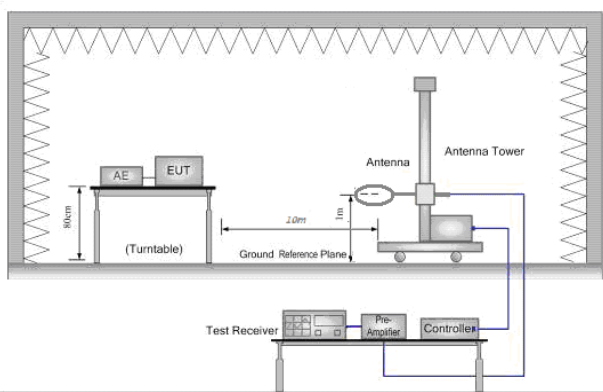 Antenna Tower
Antenna
EUT
AE
80cm
1m
10m
(Turntable)
Ground Reference Plane
Test Receiver
Pre-
Amplifier
Controller